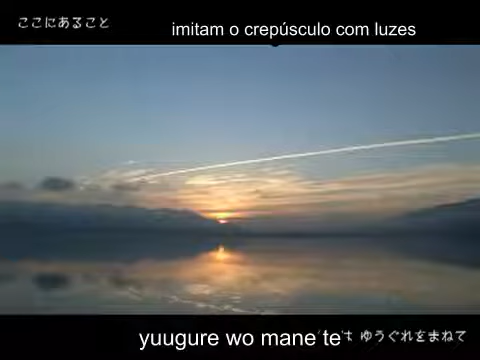 ここにあること
imitam o crepúsculo com luzes
yuugure wo mane te
は ゆうぐれをまねて